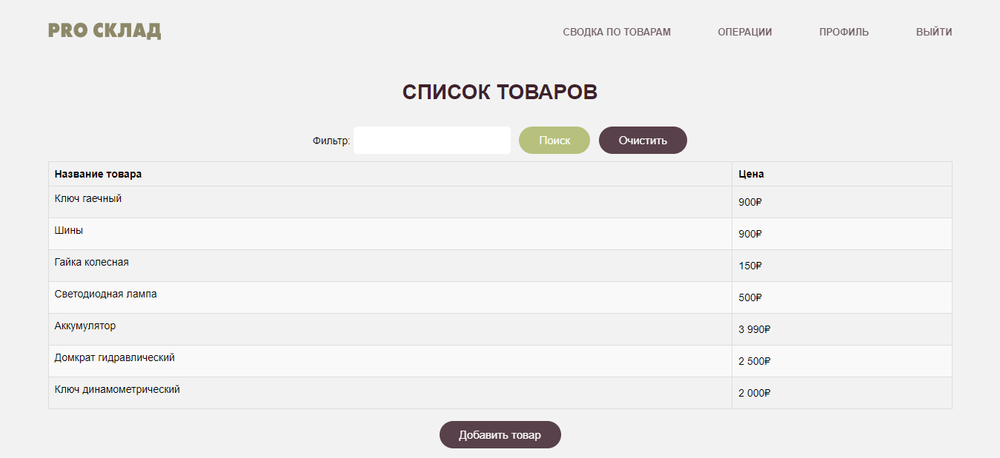 PRO СКЛАД
СВОДКА ПО ТОВАРАМ ОПЕРАЦИИ ПРОФИЛЬ ВЫЙТИ
СПИСОК ТОВАРОВ
Фильтр: Поиск Очистить
Название товара Цена
Ключ гаечный 900₽
Шины 900₽
Гайка колесная 150₽
Светодиодная лампа 500₽
Аккумулятор 3 990₽
Домкрат гидравлический 2 500₽
Ключ динамометрический 2 000₽
Добавить товар